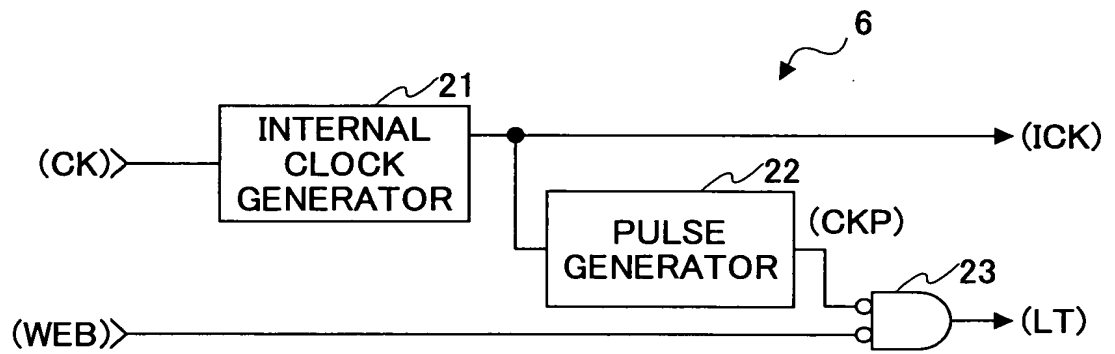 6
21
INTERNAL
CLOCK
GENERATOR
(CK)
(ICK)
22
PULSE
GENERATOR
(CKP)
23
(WEB)
(LT)